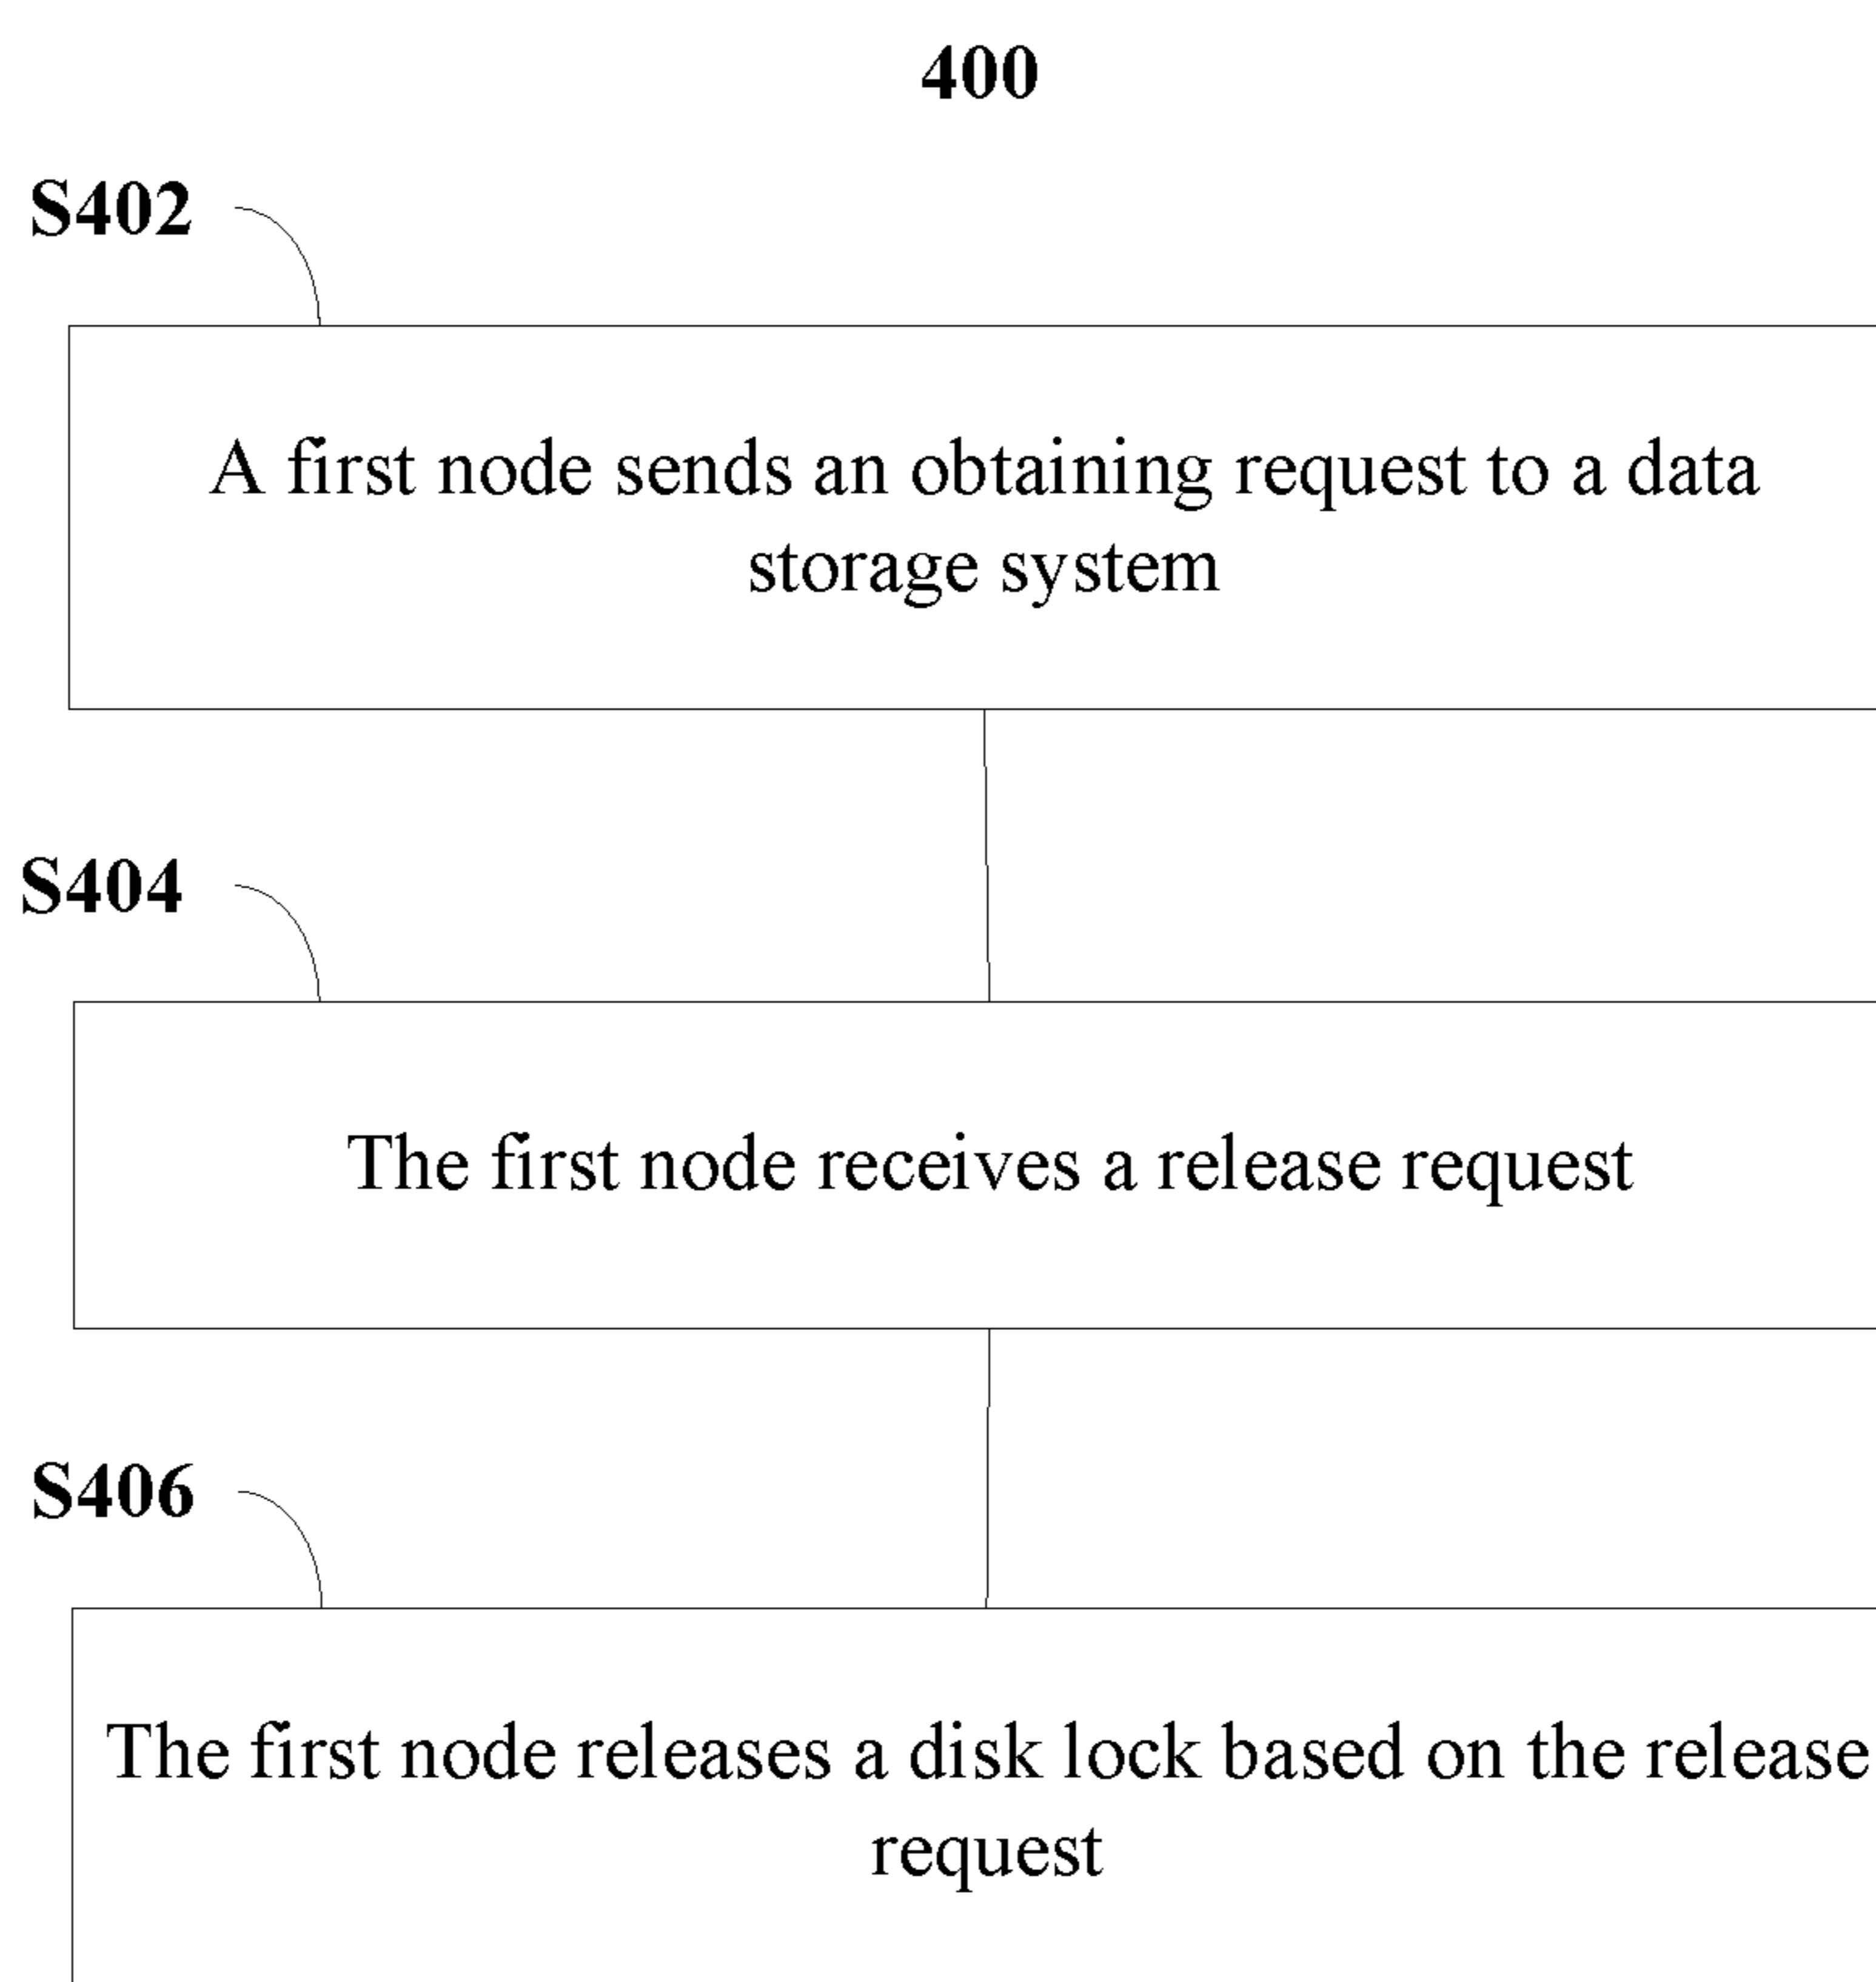 400
S402
A first node sends an obtaining request to a data
storage system
S404
The first node receives a release request
S406
The first node releases a disk lock based on the release
request